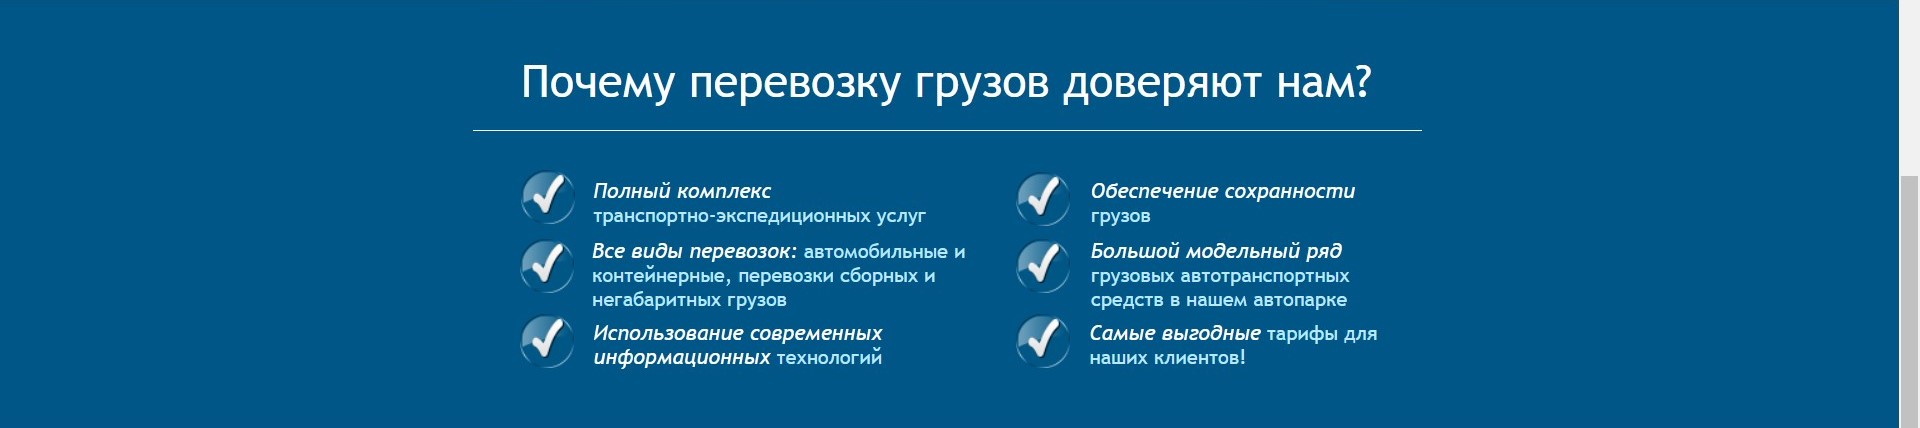 Почему перевозку грузов доверяют нам?
Полный комплекс
транспортно-экспедиционных услуг
Все виды перевозок: автомобильные и
контейнерные, перевозки сборных и
негабаритных грузов
Использование современных
информационных технологий
Обеспечение сохранности
грузов
Большой модельный ряд
грузовых автотранспортных
средств в нашем автопарке
Самые выгодные тарифы для
наших клиентов!